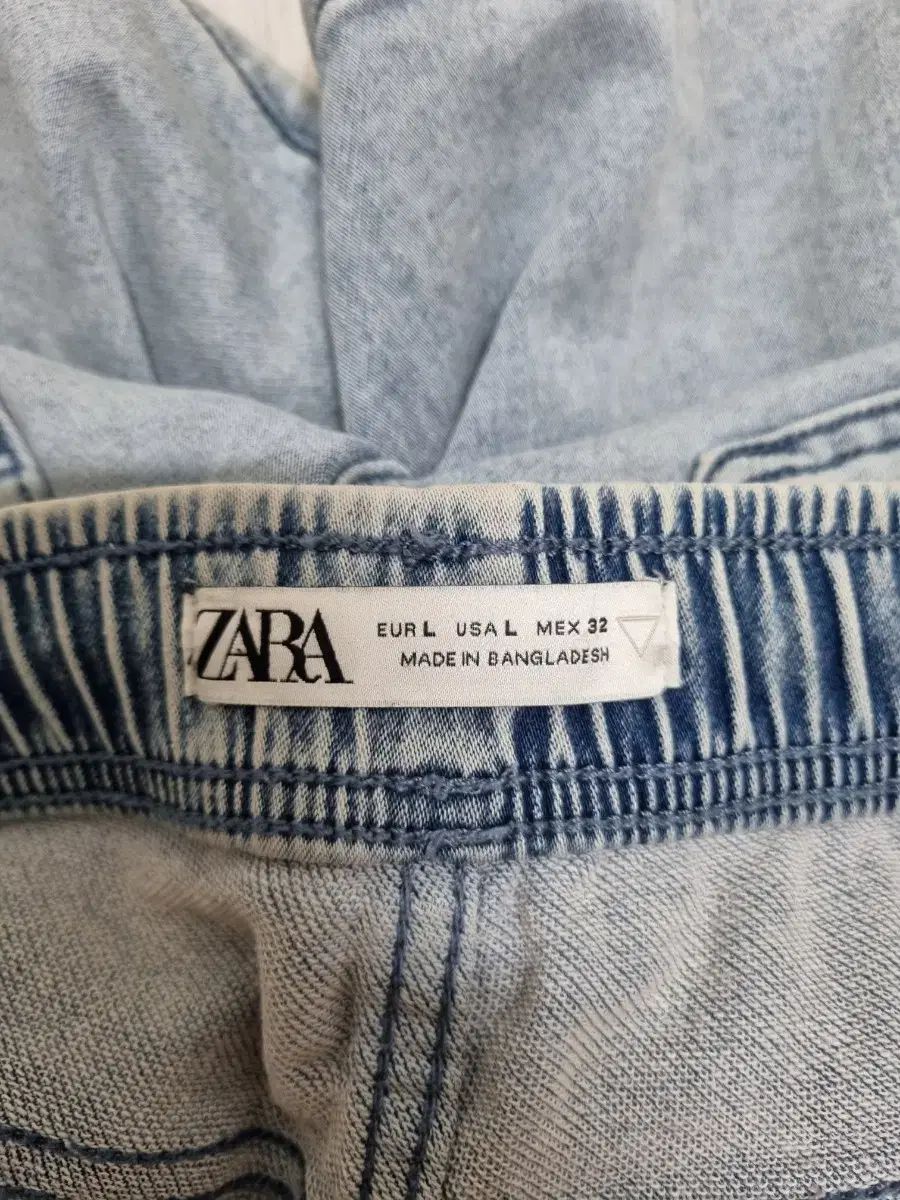 ZARA
EUR L USA L MEX 32
MADE IN BANGLADESH